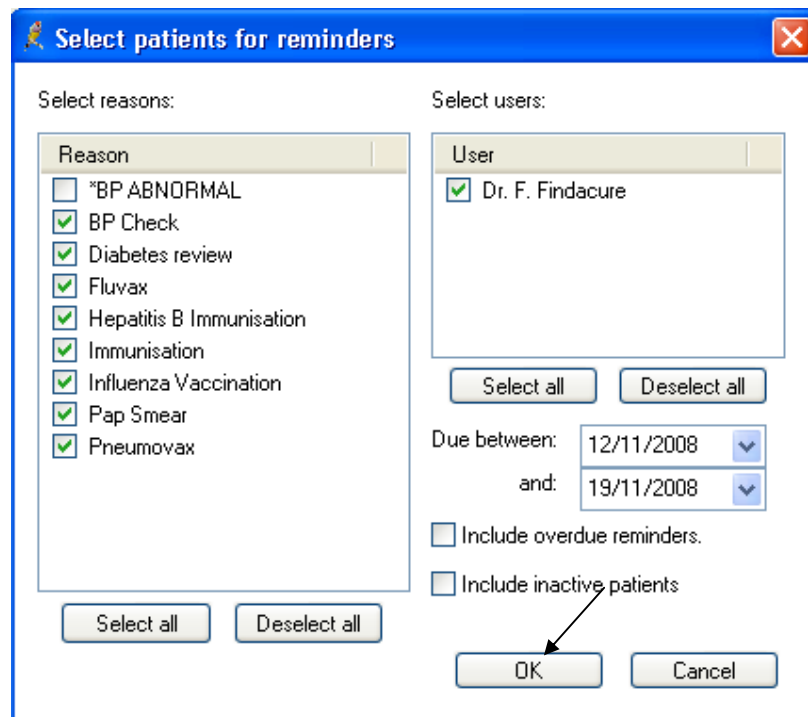 Select patients for reminders
Select reasons:
Reason
*BP ABNORMAL
BP Check
Diabetes review
Fluvax
Hepatitis B Immunisation
Immunisation
Influenza Vaccination
Pap Smear
Pneumovax
Select all
Deselect all
Select users:
User
Dr. F. Findacure
Select all
Deselect all
Due between:
12/11/2008
and:
19/11/2008
Include overdue reminders.
Include inactive patients
OK
Cancel